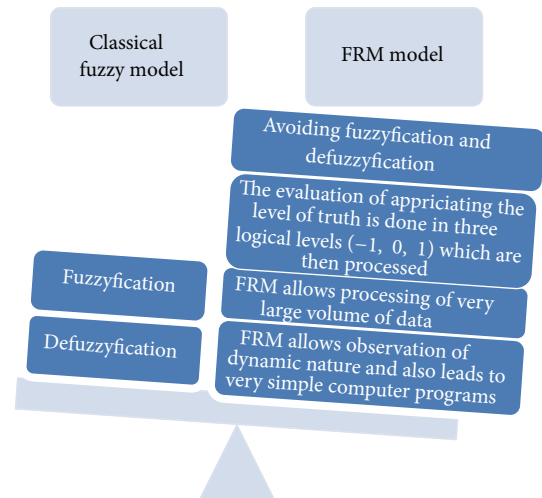 Classical
fuzzy model
FRM model
Avoiding fuzzyfication and
defuzzyfication
The evaluation of appriciating the
level of truth is done in three
logical levels (−1, 0, 1) which are
then processed
FRM allows processing of very
large volume of data
FRM allows observation of
dynamic nature and also leads to
very simple computer programs
Fuzzyfication
Defuzzyfication